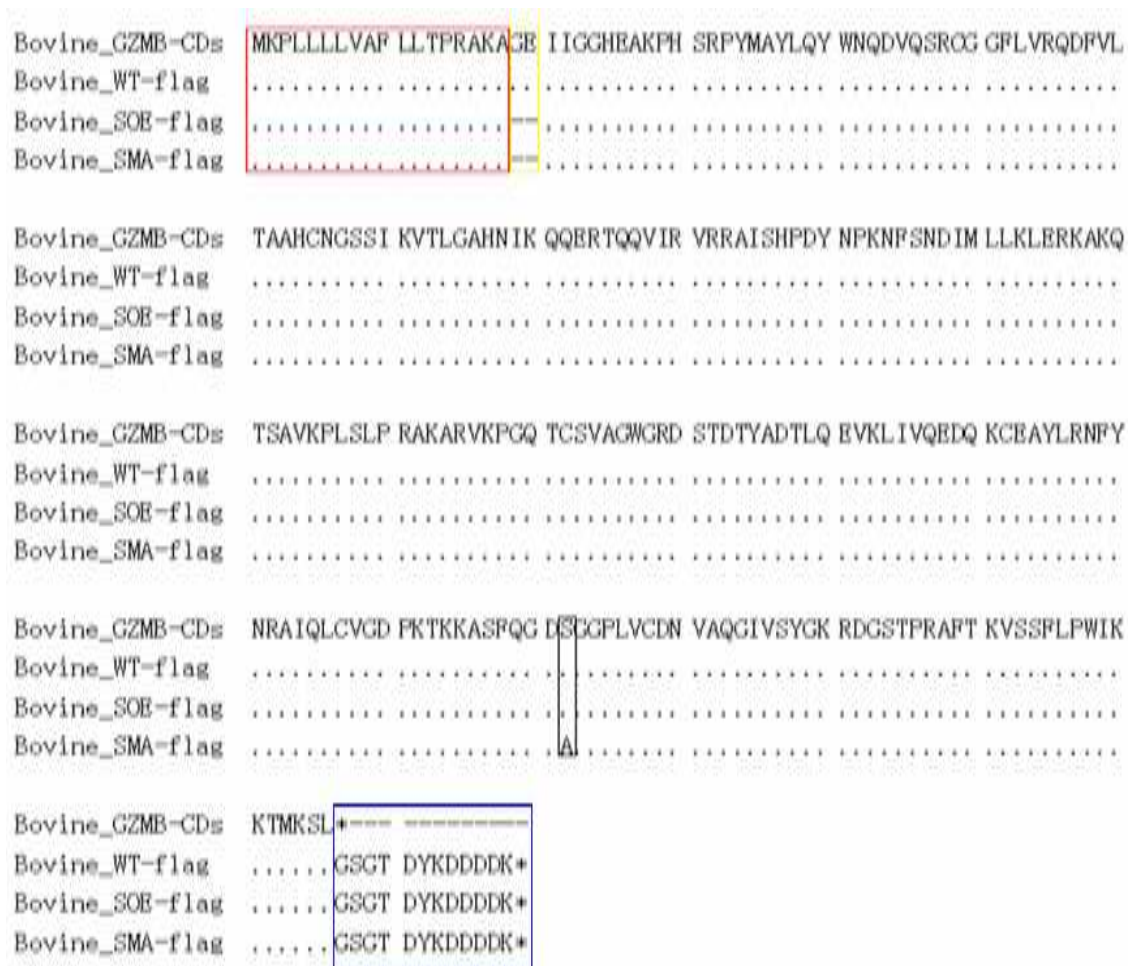 Bovine_GZMB-CDs MKPLLLLVAF LLTPRAKAGE IIGGHEAKPH SRPYMAYLQY WNQDVQSRCG GFLVRQDFVL
Bovine_WT-flag .......... .......... .......... .......... .......... ..........
Bovine_SOE-flag .......... ........-- .......... .......... .......... ..........
Bovine_SMA-flag .......... ........-- .......... .......... .......... ..........
Bovine_GZMB-CDs TAAHCNGSSI KVTLGAHNIK QQERTQQVIR VRRAISHPDY NPKNFSNDIM LLKLERKAKQ
Bovine_WT-flag .......... .......... .......... .......... .......... ..........
Bovine_SOE-flag .......... .......... .......... .......... .......... ..........
Bovine_SMA-flag .......... .......... .......... .......... .......... ..........
Bovine_GZMB-CDs TSAVKPLSLP RAKARVKPGQ TCSVAGWGRD STDTYADTLQ EVKLIVQEDQ KCEAYLRNFY
Bovine_WT-flag .......... .......... .......... .......... .......... ..........
Bovine_SOE-flag .......... .......... .......... .......... .......... ..........
Bovine_SMA-flag .......... .......... .......... .......... .......... ..........
Bovine_GZMB-CDs NRAIQLCVGD PKTKKASFQG DSGGPLVCDN VAQGIVSYGK RDGSTPRAFT KVSSFLPWIK
Bovine_WT-flag .......... .......... .......... .......... .......... ..........
Bovine_SOE-flag .......... .......... .......... .......... .......... ..........
Bovine_SMA-flag .......... .......... .A........ .......... .......... ..........
Bovine_GZMB-CDs KTMKSL*--- ---------
Bovine_WT-flag ......GSGT DYKDDDDK*
Bovine_SOE-flag ......GSGT DYKDDDDK*
Bovine_SMA-flag ......GSGT DYKDDDDK*